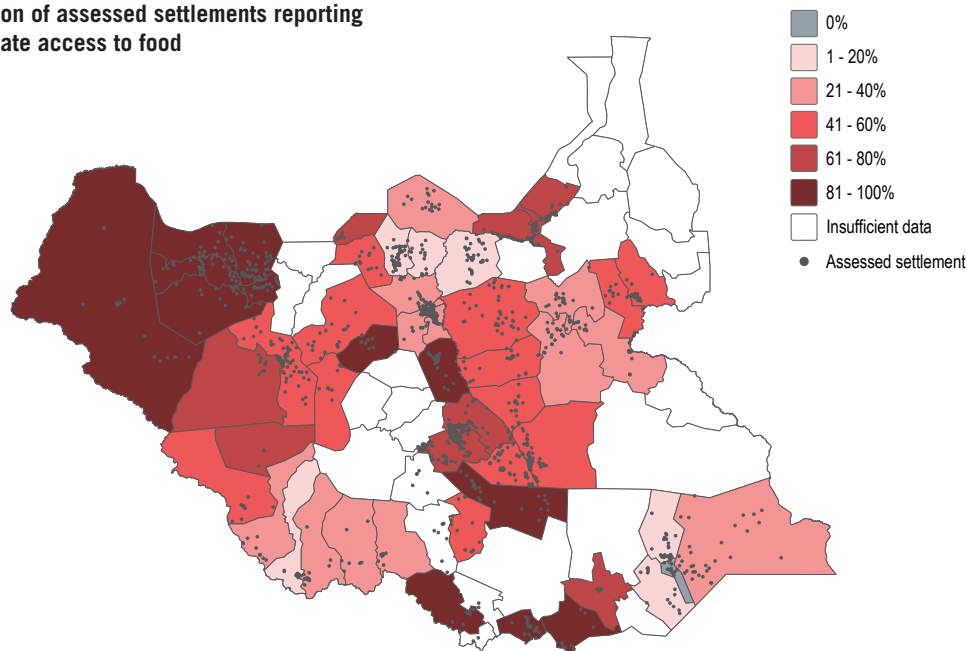 on of assessed settlements reporting
ate access to food
0%
1 - 20%
21 - 40%
41 - 60%
61 - 80%
81 - 100%
Insufficient data
Assessed settlement